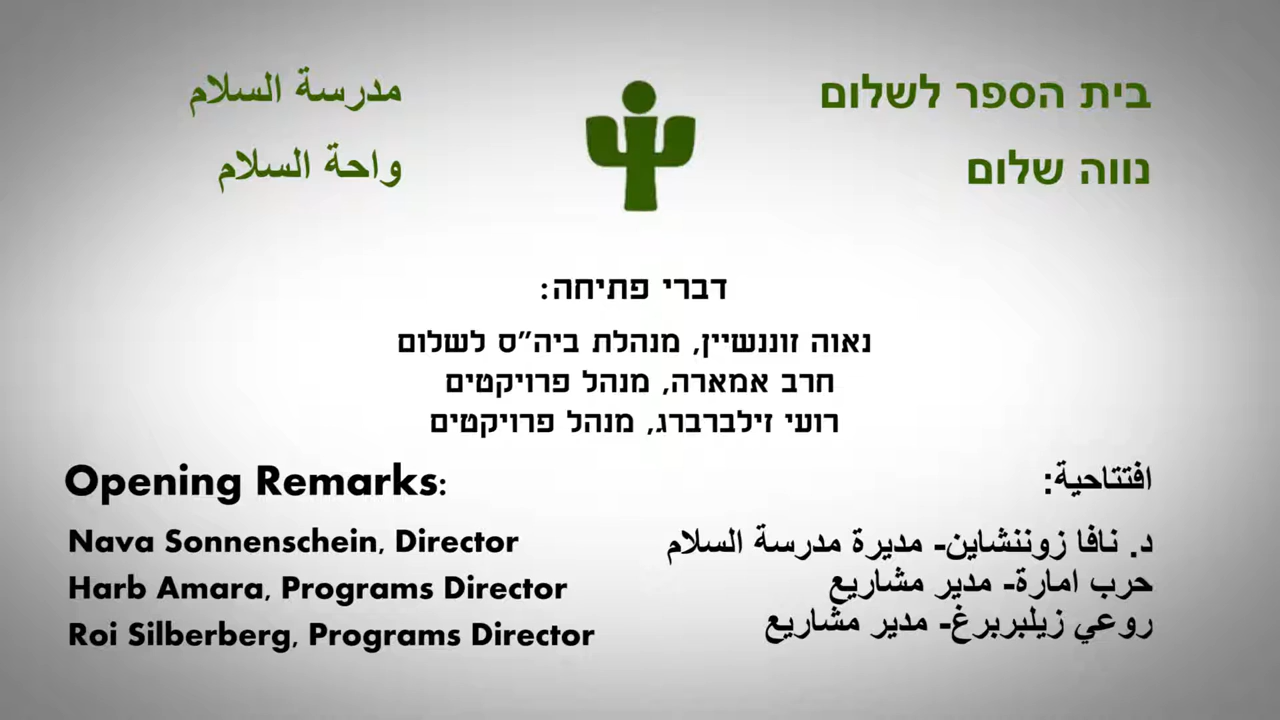 בית הספר לשלום
נווה שלום
مدرسة السلام
واحة السلام
דברי פתיחה:
נאוה זוננשיין, מנהלת ביה"ס לשלום
חרב אמארה, מנהל פרויקטים
רועי זילברברג, מנהל פרויקטים
Opening Remarks:
Nava Sonnenschein, Director
Harb Amara, Programs Director
Roi Silberberg, Programs Director
افتتاحية:
د. نافا زوننشاين- مديرة مدرسة السلام
حرب امارة- مدير مشاريع
روعي زيلبربرغ- مدير مشاريع